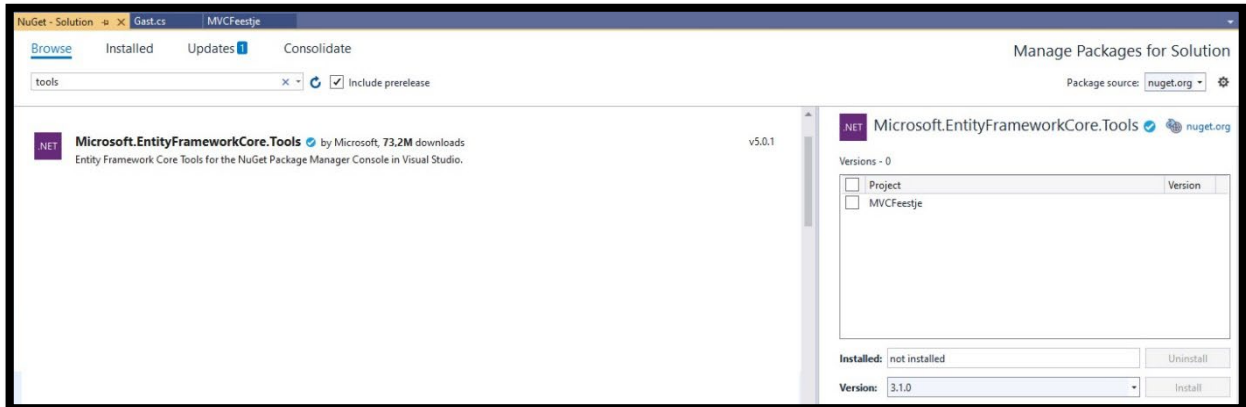 NuGet - Solution Gast.cs MVCFeestje
Browse Installed Updates 1 Consolidate
Manage Packages for Solution
tools
Include prerelease
Package source: nuget.org
.NET
Microsoft.EntityFrameworkCore.Tools by Microsoft, 73,2M downloads
v5.0.1
Entity Framework Core Tools for the NuGet Package Manager Console in Visual Studio.
.NET
Microsoft.EntityFrameworkCore.Tools nuget.org
Versions - 0
Project Version
MVCFeestje
Installed: not installed Uninstall
Version: 3.1.0 Install